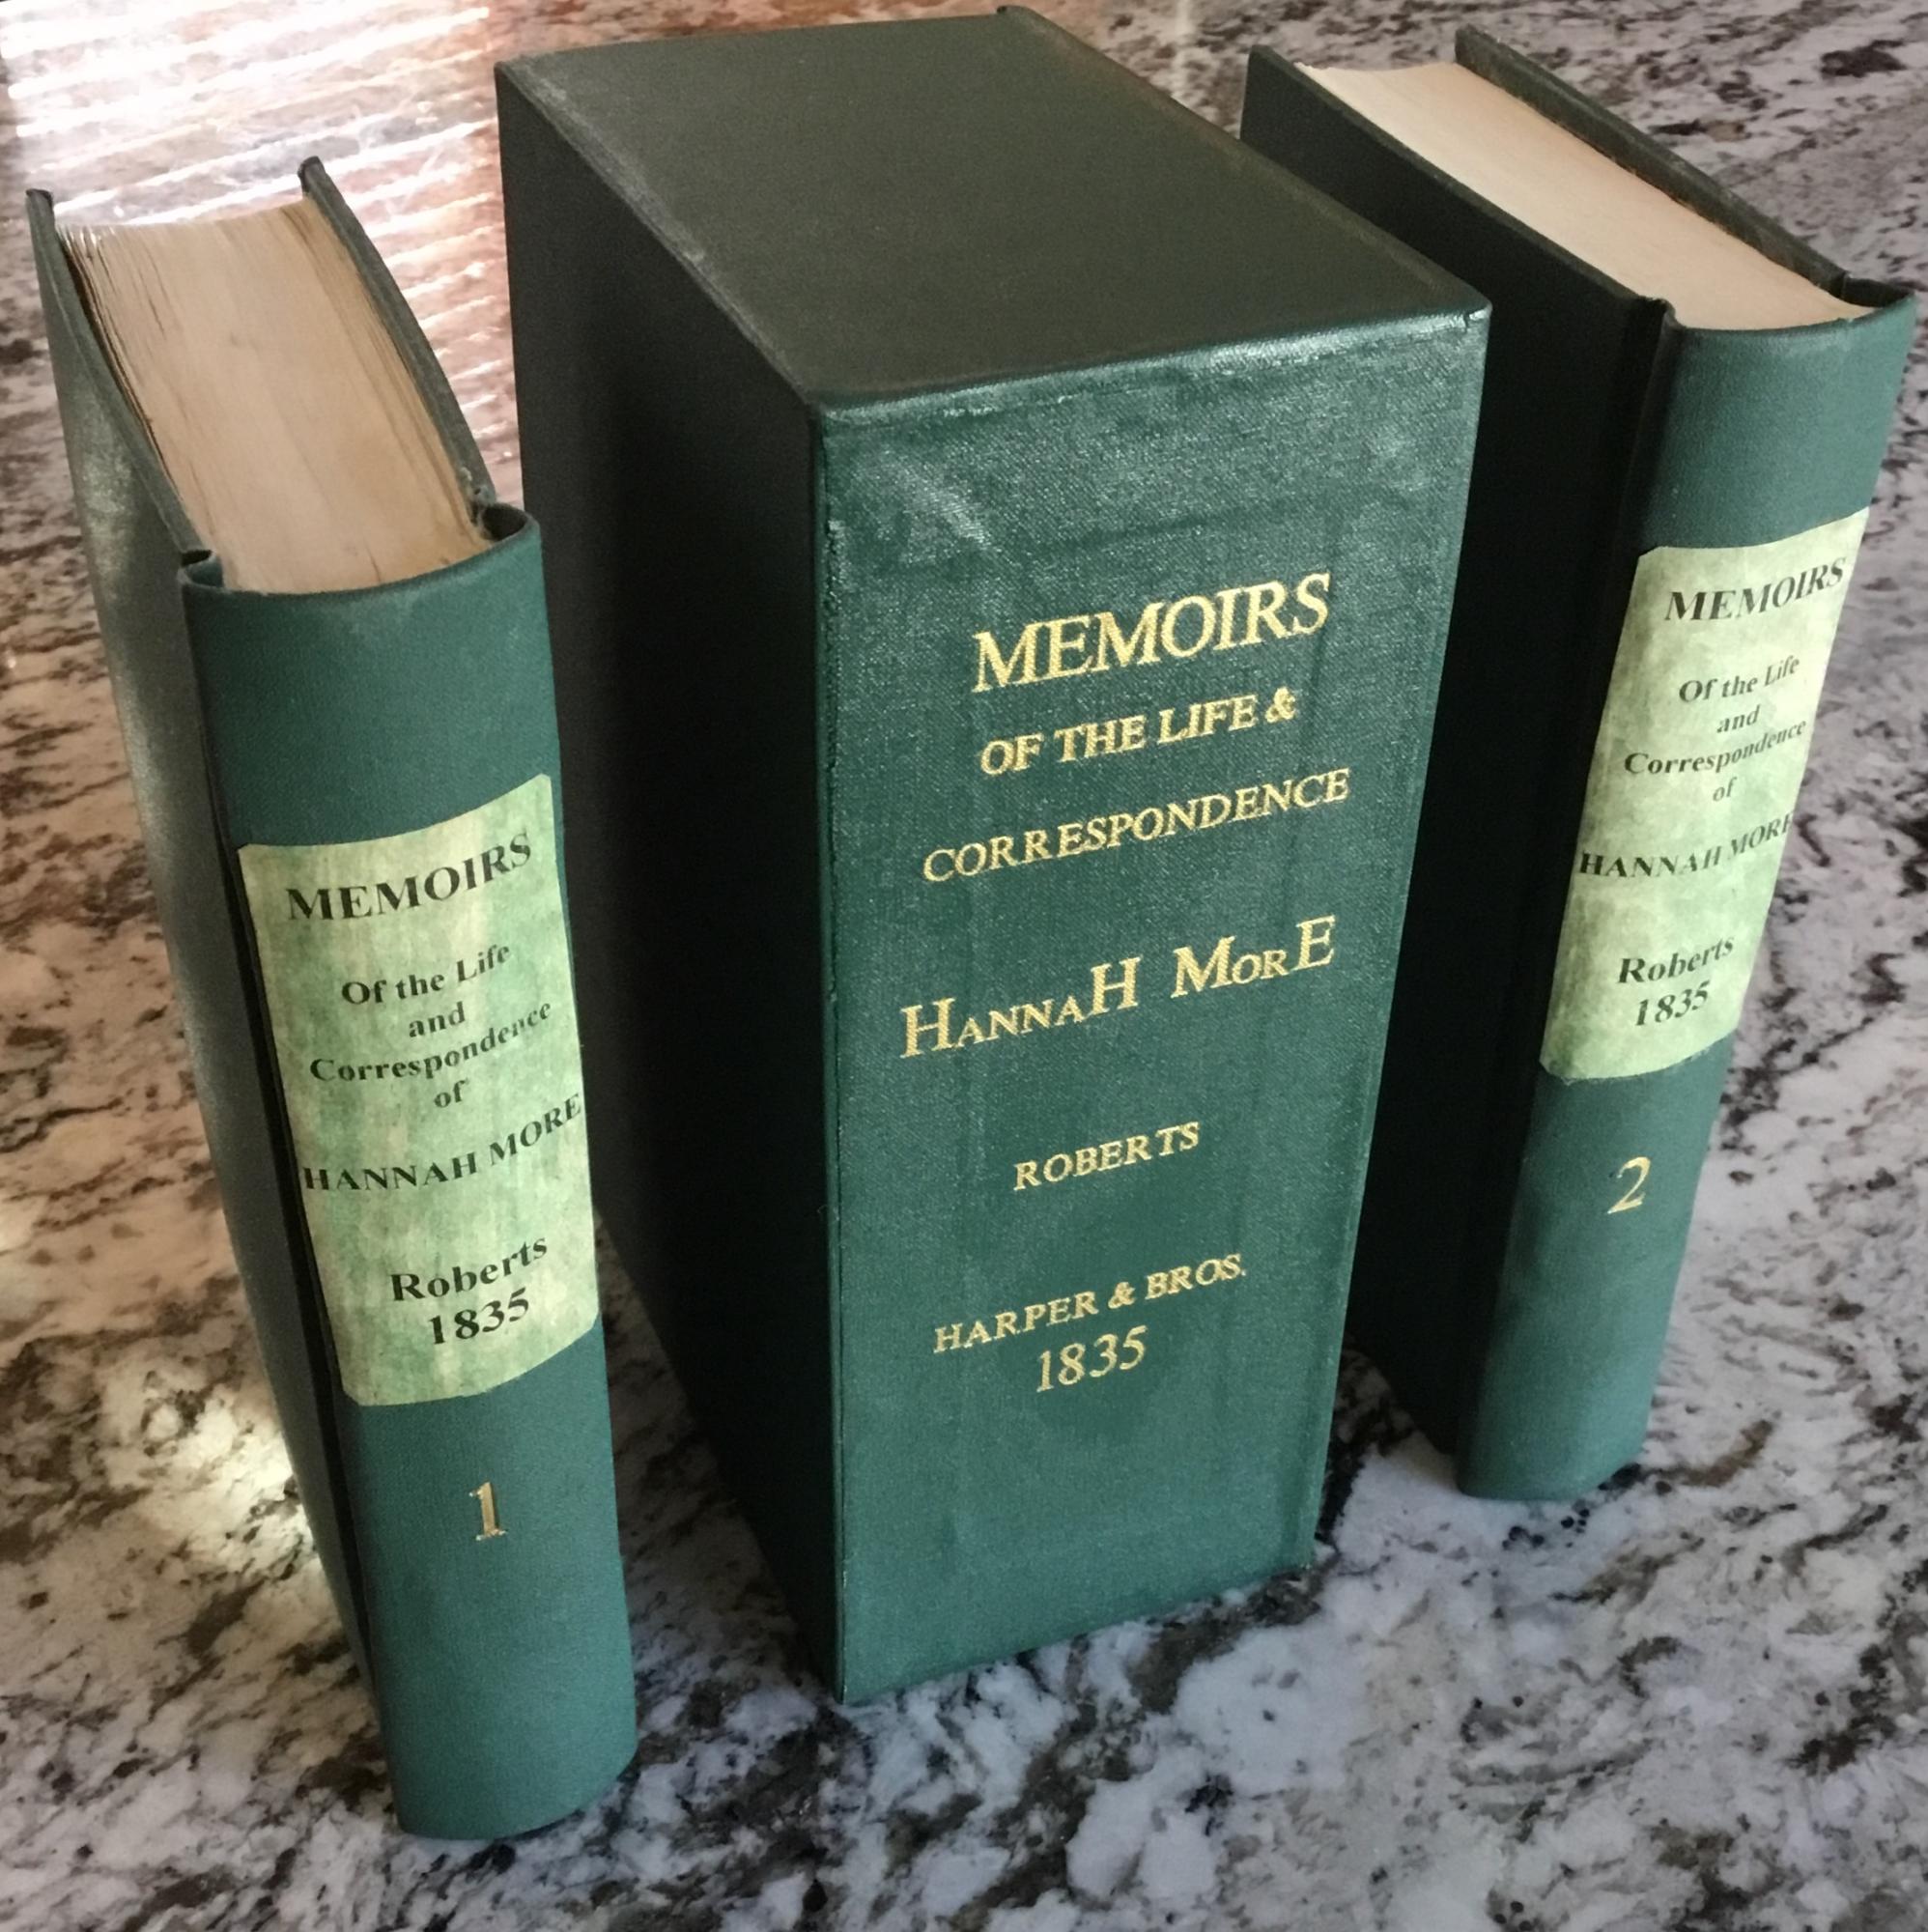 MEMOIRS
Of the Life
and
Correspondence
of
HANNAH MORE
Roberts
1835
1
MEMOIRS
OF THE LIFE &
CORRESPONDENCE
HANNAH MORE
ROBERTS
HARPER & BROS.
1835
MEMOIRS
Of the Life
and
Correspondence
of
HANNAH MORE
Roberts
1835
2